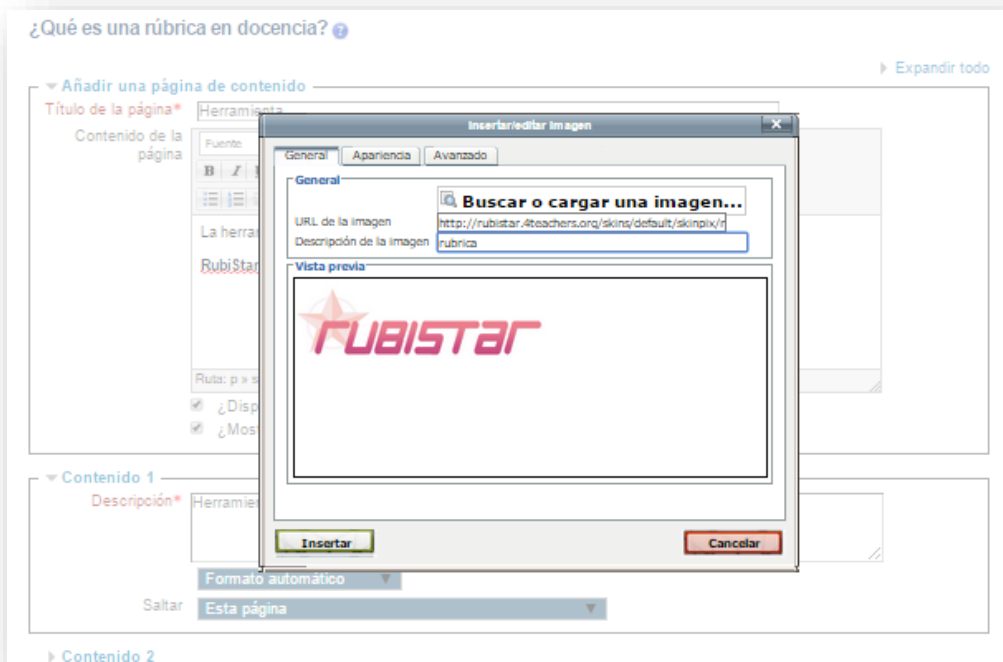 ¿Qué es una rúbrica en docencia?
Expandir todo
Añadir una página de contenido
Título de la página* Herramienta
Insertar/editar imagen
Contenido de la página
Fuente
General Apariencia Avanzado
B I
General
Buscar o cargar una imagen...
URL de la imagen http://rubistar.4teachers.org/skins/default/skinpix/r
La herra
Descripción de la imagen rubrica
RubiStar
Vista previa
rubistar
Ruta: p » s
¿Disp
¿Mos
Contenido 1
Descripción* Herramie
Insertar Cancelar
Formato automático
Saltar Esta página
Contenido 2